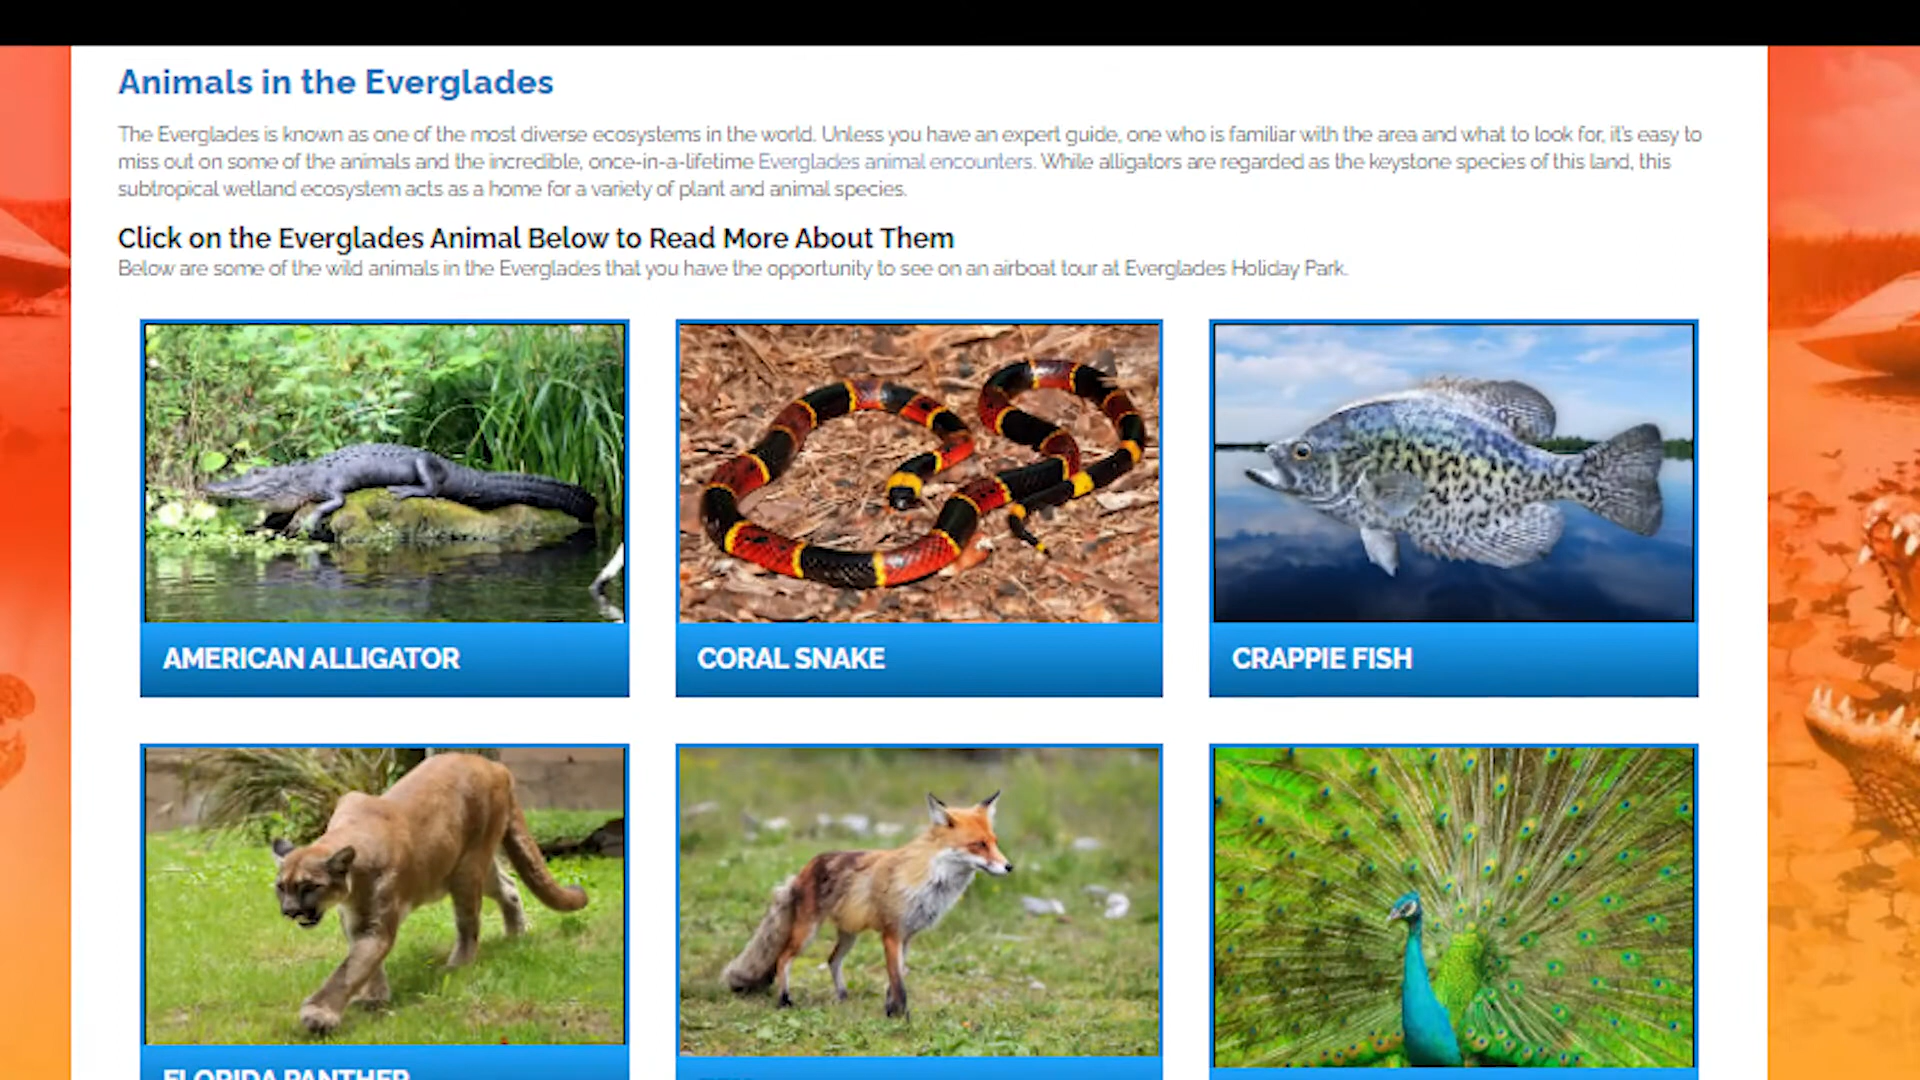 Animals in the Everglades
The Everglades is known as one of the most diverse ecosystems in the world. Unless you have an expert guide, one who is familiar with the area and what to look for, it's easy to
miss out on some of the animals and the incredible, once-in-a-lifetime Everglades animal encounters. While alligators are regarded as the keystone species of this land, this
subtropical wetland ecosystem acts as a home for a variety of plant and animal species.
Click on the Everglades Animal Below to Read More About Them
Below are some of the wild animals in the Everglades that you have the opportunity to see on an airboat tour at Everglades Holiday Park.
AMERICAN ALLIGATOR
CORAL SNAKE
CRAPPIE FISH
FLORIDA PANTHER